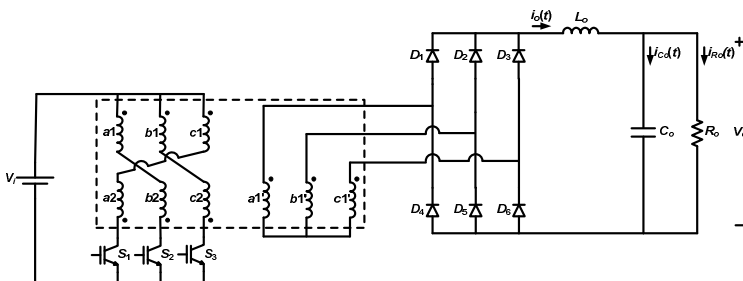 io(t)
Lo
D1
D2
D3
iCo(t)
iRo(t)
+
Vi
a1
b1
c1
a2
b2
c2
a1'
b1'
c1'
Co
Ro
D4
D5
D6
S1
S2
S3